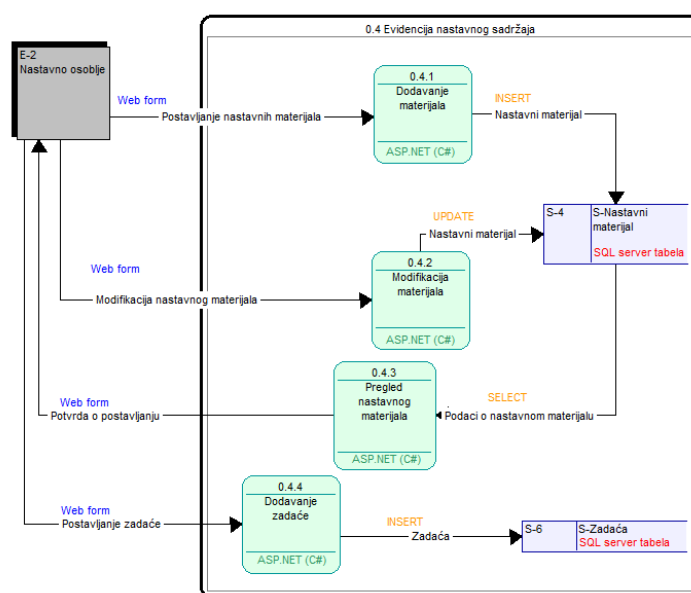 0.4 Evidencija nastavnog sadržaja
E-2
Nastavno osoblje
Web form
Postavljanje nastavnih materijala
0.4.1
Dodavanje
materijala
ASP.NET (C#)
INSERT
Nastavni materijal
S-4
S-Nastavni
materijal
SQL server tabela
UPDATE
Nastavni materijal
Web form
Modifikacija nastavnog materijala
0.4.2
Modifikacija
materijala
ASP.NET (C#)
0.4.3
Pregled
nastavnog
materijala
ASP.NET (C#)
SELECT
Podaci o nastavnom materijalu
Web form
Potvrda o postavljanju
0.4.4
Dodavanje
zadaće
ASP.NET (C#)
Web form
Postavljanje zadaće
INSERT
Zadaća
S-6
S-Zadaća
SQL server tabela